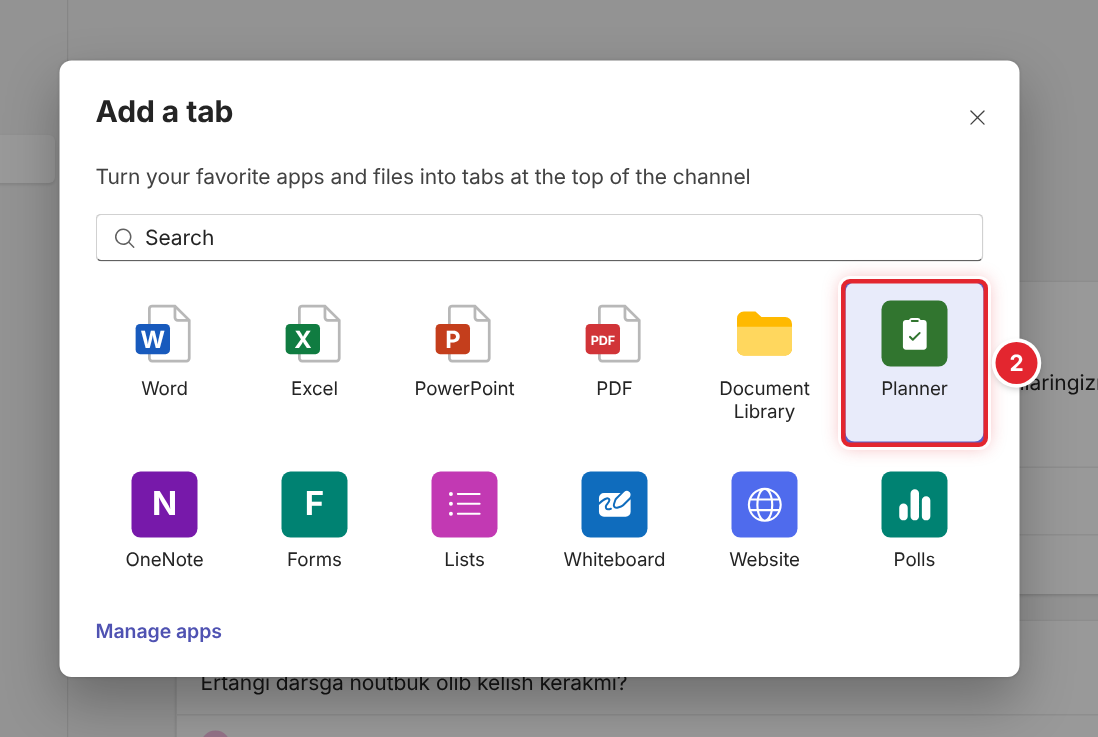 Add a tab
Turn your favorite apps and files into tabs at the top of the channel
Search
W
X
P
PDF
Word
Excel
PowerPoint
PDF
Document
Library
Planner
2
N
F
OneNote
Forms
Lists
Whiteboard
Website
Polls
Manage apps
Ertangi darsga noutbuk olib kelish kerakmi?